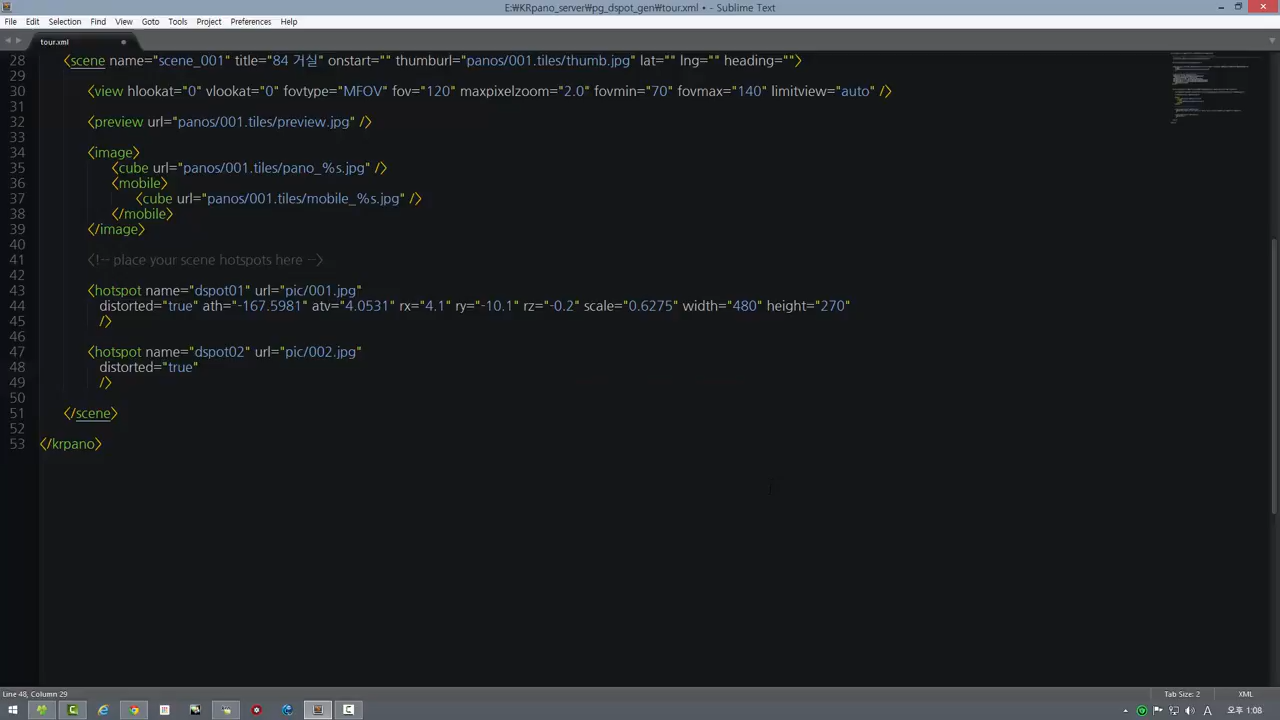 E:￦KRpano_server￦pg_dspot_gen￦tour.xml • - Sublime Text
File Edit Selection Find View Goto Tools Project Preferences Help
tour.xml
28 <scene name="scene_001" title="84 거실" onstart="" thumburl="panos/001.tiles/thumb.jpg" lat="" lng="" heading="">
29
30 <view hlookat="0" vlookat="0" fovtype="MFOV" fov="120" maxpixelzoom="2.0" fovmin="70" fovmax="140" limitview="auto" />
31
32 <preview url="panos/001.tiles/preview.jpg" />
33
34 <image>
35 <cube url="panos/001.tiles/pano_%s.jpg" />
36 <mobile>
37 <cube url="panos/001.tiles/mobile_%s.jpg" />
38 </mobile>
39 </image>
40
41 <!-- place your scene hotspots here -->
42
43 <hotspot name="dspot01" url="pic/001.jpg"
44 distorted="true" ath="-167.5981" atv="4.0531" rx="4.1" ry="-10.1" rz="-0.2" scale="0.6275" width="480" height="270"
45 />
46
47 <hotspot name="dspot02" url="pic/002.jpg"
48 distorted="true"
49 />
50
51 </scene>
52
53 </krpano>
Line 48, Column 29 Tab Size: 2 XML
A 오후 1:08